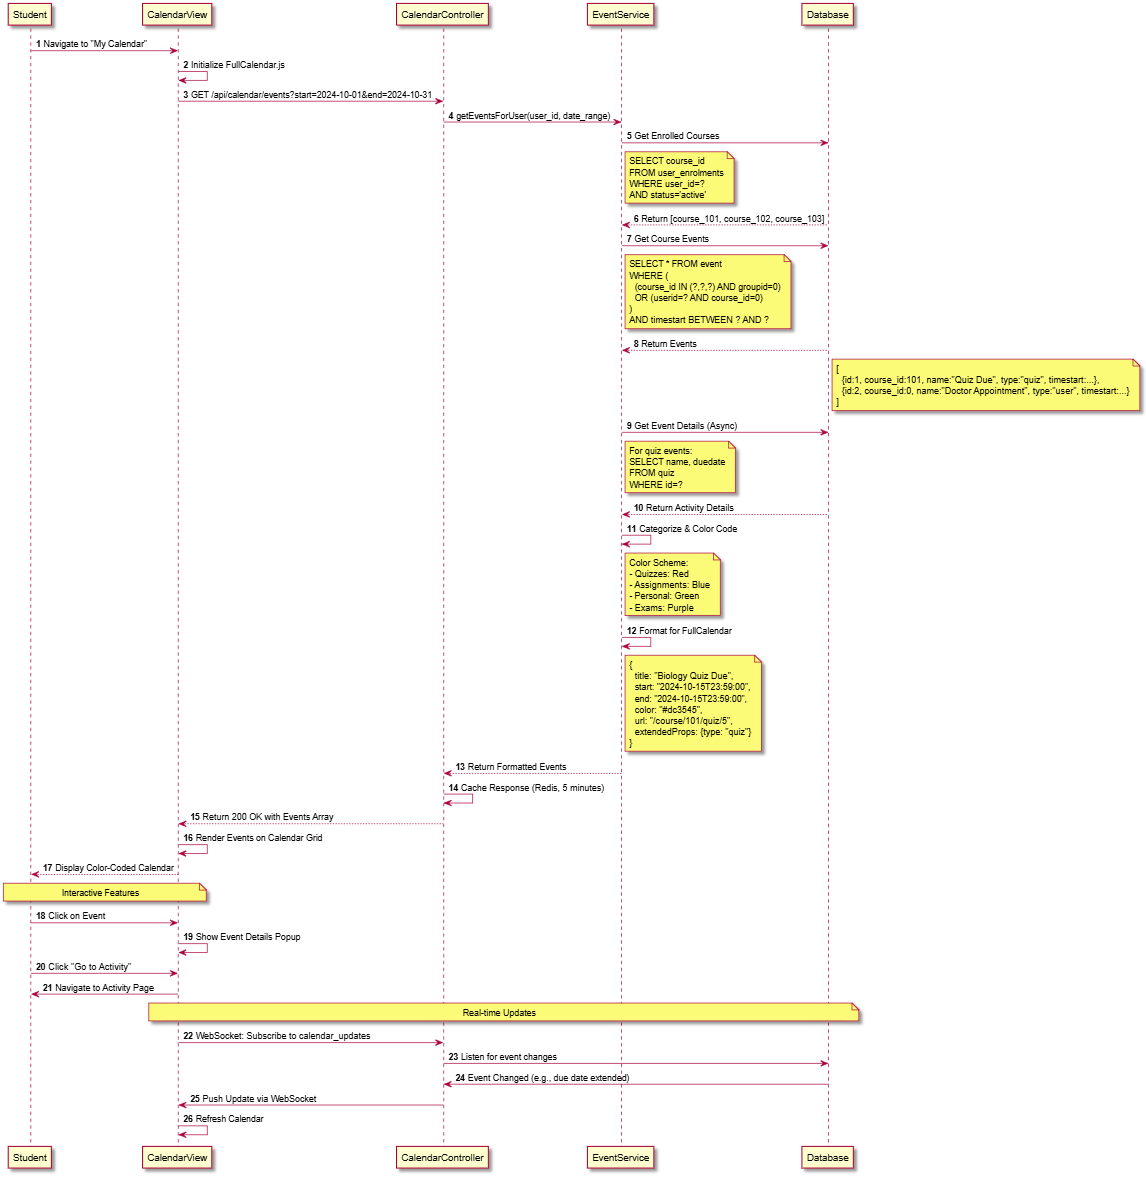 Student
CalendarView
CalendarController
EventService
Database
1 Navigate to "My Calendar"
2 Initialize FullCalendar.js
3 GET /api/calendar/events?start=2024-10-01&end=2024-10-31
4 getEventsForUser(user_id, date_range)
5 Get Enrolled Courses
SELECT course_id
FROM user_enrolments
WHERE user_id=?
AND status='active'
6 Return [course_101, course_102, course_103]
7 Get Course Events
SELECT * FROM event
WHERE (
(course_id IN (?,?,?) AND groupid=0)
OR (userid=? AND course_id=0)
)
AND timestart BETWEEN ? AND ?
8 Return Events
[
{id:1, course_id:101, name:"Quiz Due", type:"quiz", timestart:...},
{id:2, course_id:0, name:"Doctor Appointment", type:"user", timestart:...}
]
9 Get Event Details (Async)
For quiz events:
SELECT name, duedate
FROM quiz
WHERE id=?
10 Return Activity Details
11 Categorize & Color Code
Color Scheme:
- Quizzes: Red
- Assignments: Blue
- Personal: Green
- Exams: Purple
12 Format for FullCalendar
{
title: "Biology Quiz Due",
start: "2024-10-15T23:59:00",
end: "2024-10-15T23:59:00",
color: "#dc3545",
url: "/course/101/quiz/5",
extendedProps: {type: "quiz"}
}
13 Return Formatted Events
14 Cache Response (Redis, 5 minutes)
15 Return 200 OK with Events Array
16 Render Events on Calendar Grid
17 Display Color-Coded Calendar
Interactive Features
18 Click on Event
19 Show Event Details Popup
20 Click "Go to Activity"
21 Navigate to Activity Page
Real-time Updates
22 WebSocket: Subscribe to calendar_updates
23 Listen for event changes
24 Event Changed (e.g., due date extended)
25 Push Update via WebSocket
26 Refresh Calendar
Student
CalendarView
CalendarController
EventService
Database